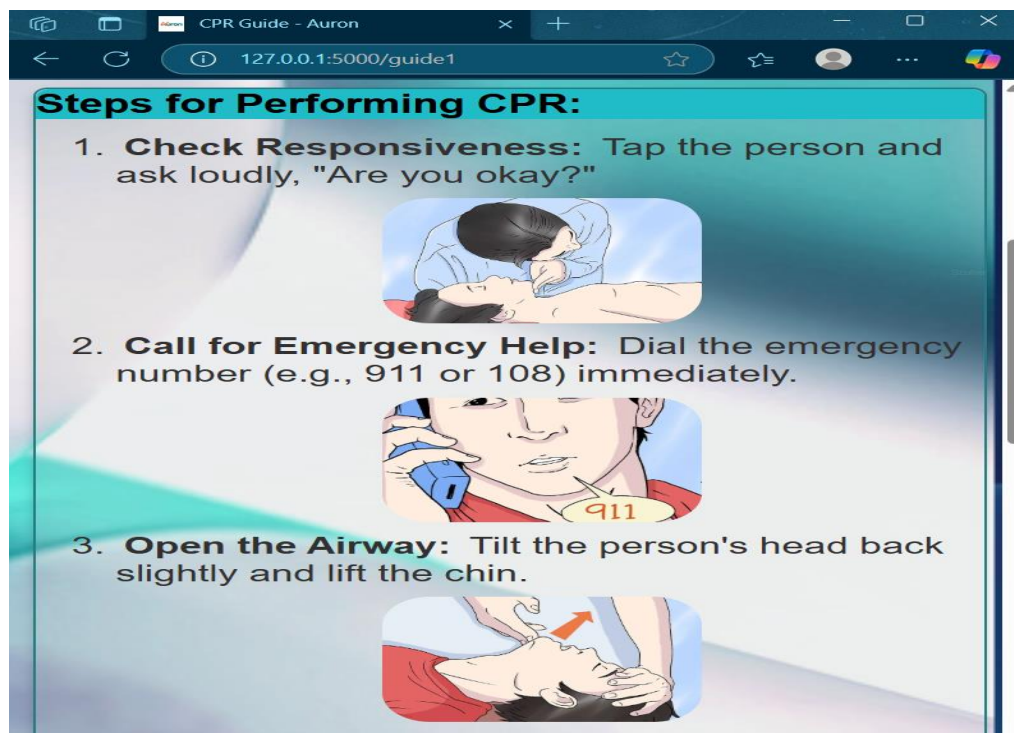 Auron
CPR Guide - Auron
127.0.0.1:5000/guide1
Steps for Performing CPR:
1. Check Responsiveness: Tap the person and
ask loudly, "Are you okay?"
2. Call for Emergency Help: Dial the emergency
number (e.g., 911 or 108) immediately.
911
3. Open the Airway: Tilt the person's head back
slightly and lift the chin.